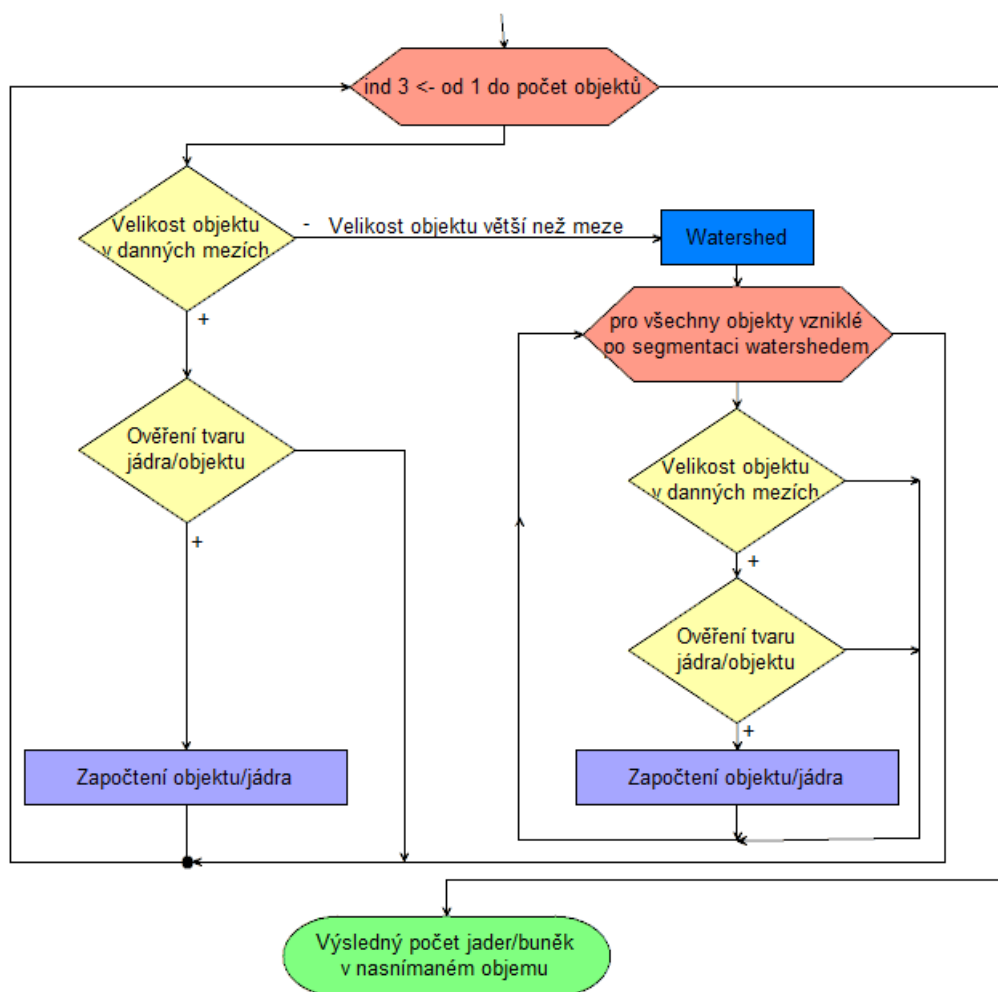 ind 3 <- od 1 do počet objektů
Velikost objektu
v daných mezích
- Velikost objektu větší než meze
Watershed
+
pro všechny objekty vzniklé
po segmentaci watershedem
Ověření tvaru
jádra/objektu
+
Velikost objektu
v daných mezích
+
Ověření tvaru
jádra/objektu
+
Započtení objektu/jádra
Započtení objektu/jádra
Výsledný počet jader/buněk
v nasnímaném objemu